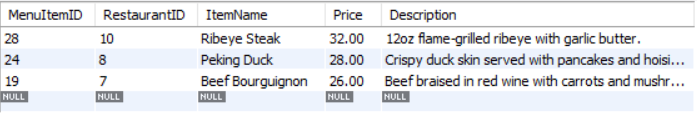 MenuItemID RestaurantID ItemName Price Description
28 10 Ribeye Steak 32.00 12oz flame-grilled ribeye with garlic butter.
24 8 Peking Duck 28.00 Crispy duck skin served with pancakes and hoisi...
19 7 Beef Bourguignon 26.00 Beef braised in red wine with carrots and mushr...
NULL NULL NULL NULL NULL